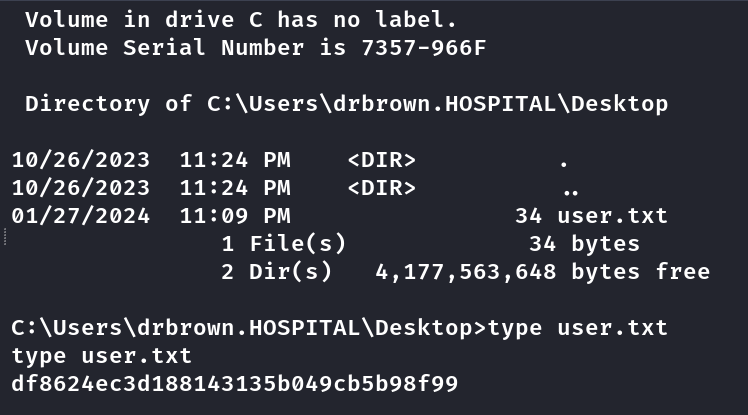 Volume in drive C has no label.
Volume Serial Number is 7357-966F
Directory of C:\Users\drbrown.HOSPITAL\Desktop
10/26/2023  11:24 PM    <DIR>          .
10/26/2023  11:24 PM    <DIR>          ..
01/27/2024  11:09 PM                34 user.txt
1 File(s)             34 bytes
2 Dir(s)   4,177,563,648 bytes free
C:\Users\drbrown.HOSPITAL\Desktop>type user.txt
type user.txt
df8624ec3d188143135b049cb5b98f99